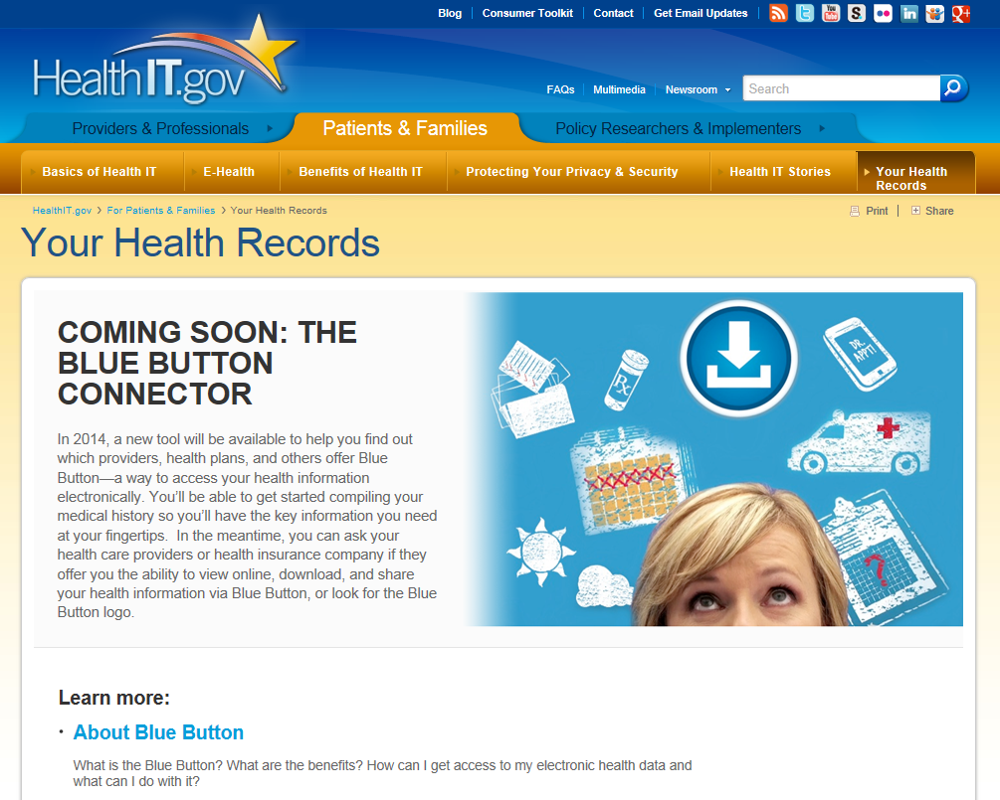 Blog Consumer Toolkit Contact Get Email Updates
You Tube
S
in
g+
HealthIT.gov
FAQs Multimedia Newsroom Search
Providers & Professionals Patients & Families Policy Researchers & Implementers
Basics of Health IT E-Health Benefits of Health IT Protecting Your Privacy & Security Health IT Stories Your Health
Records
HealthIT.gov > For Patients & Families > Your Health Records Print | Share
Your Health Records
COMING SOON: THE
BLUE BUTTON
CONNECTOR
In 2014, a new tool will be available to help you find out
which providers, health plans, and others offer Blue
Button—a way to access your health information
electronically. You’ll be able to get started compiling your
medical history so you’ll have the key information you need
at your fingertips.  In the meantime, you can ask your
health care providers or health insurance company if they
offer you the ability to view online, download, and share
your health information via Blue Button, or look for the Blue
Button logo.
Rx
DR.
APPT!
?
Learn more:
• About Blue Button
What is the Blue Button? What are the benefits? How can I get access to my electronic health data and
what can I do with it?